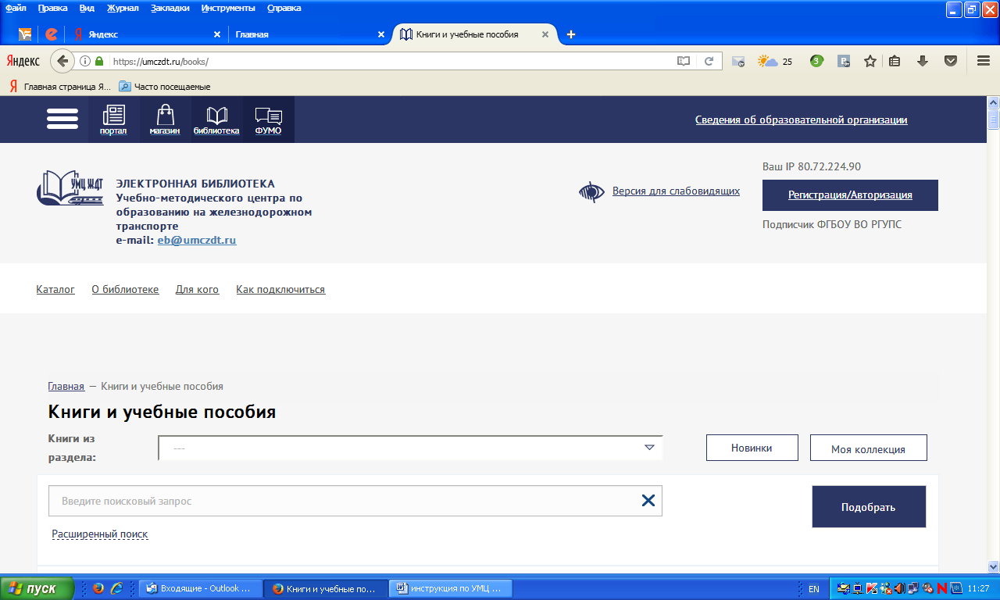 Файл Правка Вид Журнал Закладки Инструменты Справка
Яндекс Главная Книги и учебные пособия
Яндекс https://umczdt.ru/books/ 25 3
Главная страница Я... Часто посещаемые
портал магазин библиотека ФУМО Сведения об образовательной организации
Ваш IP 80.72.224.90
УМЦ ЖДТ
ЭЛЕКТРОННАЯ БИБЛИОТЕКА
Учебно-методического центра по
образованию на железнодорожном
транспорте
e-mail: eb@umczdt.ru
Версия для слабовидящих
Регистрация/Авторизация
Подписчик ФГБОУ ВО РГУПС
Каталог О библиотеке Для кого Как подключиться
Главная — Книги и учебные пособия
Книги и учебные пособия
Книги из
раздела:
---
Новинки Моя коллекция
Введите поисковый запрос
Подобрать
Расширенный поиск
пуск Входящие - Outlook ... Книги и учебные по... инструкция по УМЦ ... EN 11:27